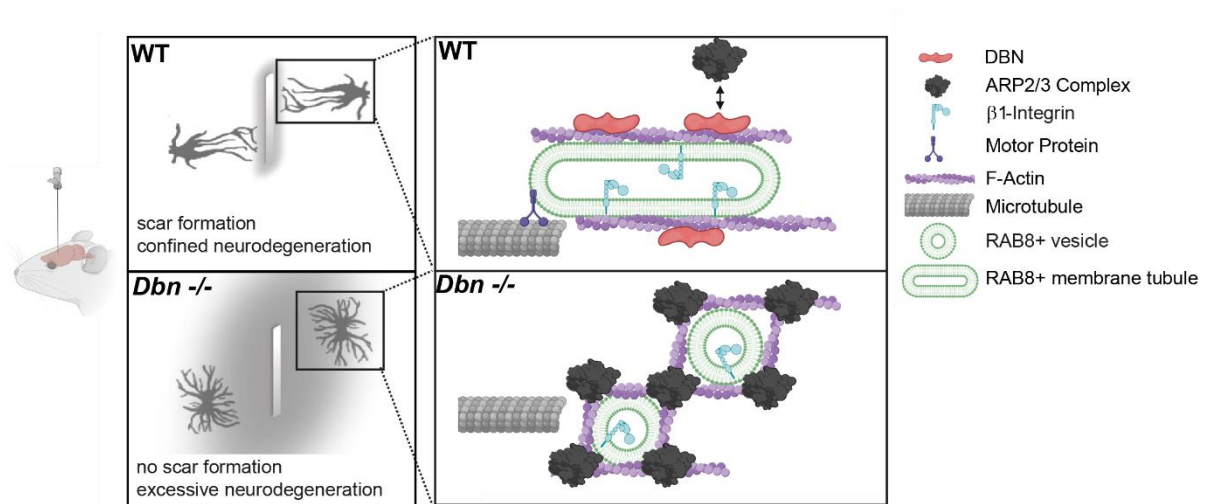 WT
scar formation
confined neurodegeneration
Dbn -/-
no scar formation
excessive neurodegeneration
WT
Dbn -/-
DBN
ARP2/3 Complex
β1-Integrin
Motor Protein
F-Actin
Microtubule
RAB8+ vesicle
RAB8+ membrane tubule